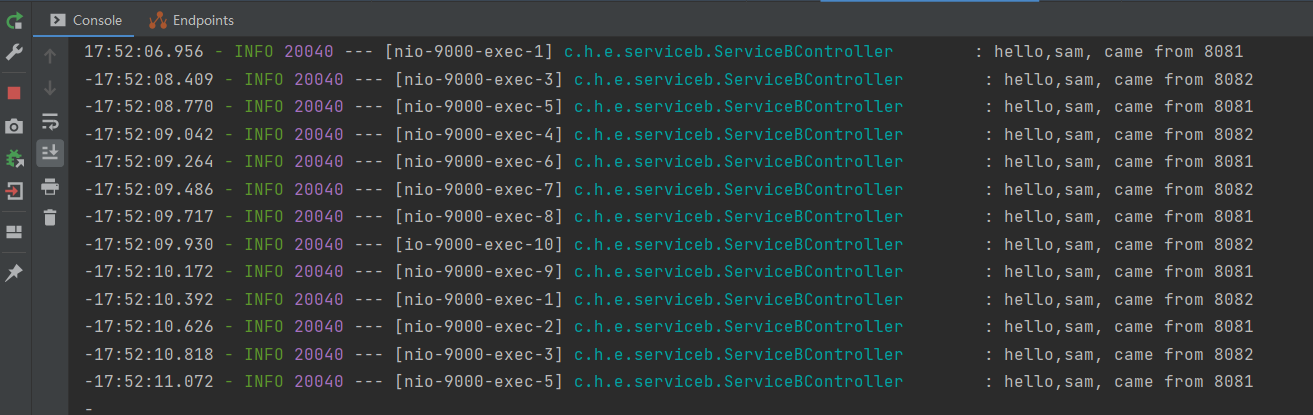 Console Endpoints
17:52:06.956 - INFO 20040 --- [nio-9000-exec-1] c.h.e.serviceb.ServiceBController : hello,sam, came from 8081
-17:52:08.409 - INFO 20040 --- [nio-9000-exec-3] c.h.e.serviceb.ServiceBController : hello,sam, came from 8082
-17:52:08.770 - INFO 20040 --- [nio-9000-exec-5] c.h.e.serviceb.ServiceBController : hello,sam, came from 8081
-17:52:09.042 - INFO 20040 --- [nio-9000-exec-4] c.h.e.serviceb.ServiceBController : hello,sam, came from 8082
-17:52:09.264 - INFO 20040 --- [nio-9000-exec-6] c.h.e.serviceb.ServiceBController : hello,sam, came from 8081
-17:52:09.486 - INFO 20040 --- [nio-9000-exec-7] c.h.e.serviceb.ServiceBController : hello,sam, came from 8082
-17:52:09.717 - INFO 20040 --- [nio-9000-exec-8] c.h.e.serviceb.ServiceBController : hello,sam, came from 8081
-17:52:09.930 - INFO 20040 --- [io-9000-exec-10] c.h.e.serviceb.ServiceBController : hello,sam, came from 8082
-17:52:10.172 - INFO 20040 --- [nio-9000-exec-9] c.h.e.serviceb.ServiceBController : hello,sam, came from 8081
-17:52:10.392 - INFO 20040 --- [nio-9000-exec-1] c.h.e.serviceb.ServiceBController : hello,sam, came from 8082
-17:52:10.626 - INFO 20040 --- [nio-9000-exec-2] c.h.e.serviceb.ServiceBController : hello,sam, came from 8081
-17:52:10.818 - INFO 20040 --- [nio-9000-exec-3] c.h.e.serviceb.ServiceBController : hello,sam, came from 8082
-17:52:11.072 - INFO 20040 --- [nio-9000-exec-5] c.h.e.serviceb.ServiceBController : hello,sam, came from 8081
-